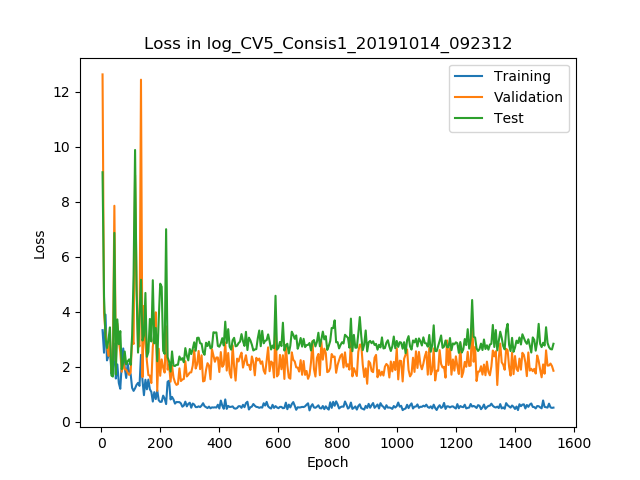 Loss in log_CV5_Consis1_20191014_092312
Training
Validation
Test
12
10
8
6
4
2
0
Loss
0 200 400 600 800 1000 1200 1400 1600
Epoch